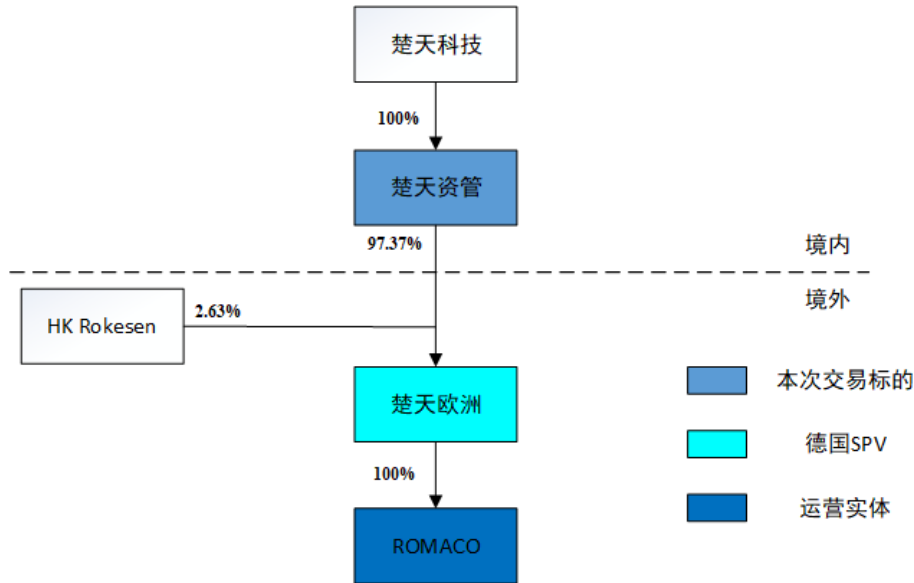 楚天科技
100%
楚天资管
97.37%
境内
境外
HK Rokesen
2.63%
楚天欧洲
100%
ROMACO
本次交易标的
德国SPV
运营实体